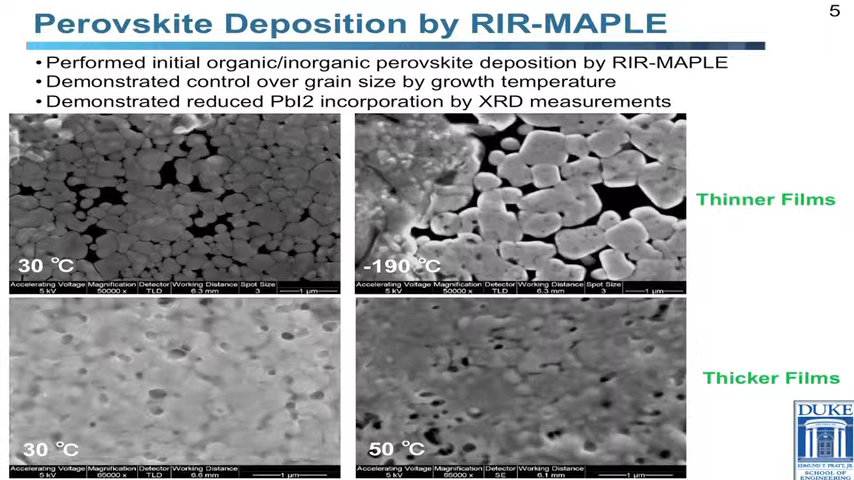 5
Perovskite Deposition by RIR-MAPLE
• Performed initial organic/inorganic perovskite deposition by RIR-MAPLE
• Demonstrated control over grain size by growth temperature
• Demonstrated reduced PbI2 incorporation by XRD measurements
30 °C
Accelerating Voltage Magnification Detector Working Distance Spot Size
5 kV 50000 x TLD 6.3 mm 3 1 µm
-190 °C
Accelerating Voltage Magnification Detector Working Distance Spot Size
5 kV 50000 x TLD 6.3 mm 3 1 µm
Thinner Films
30 °C
Accelerating Voltage Magnification Detector Working Distance
5 kV 65000 x TLD 6.6 mm 1 µm
50 °C
Accelerating Voltage Magnification Detector Working Distance
5 kV 65000 x SE 6.1 mm 1 µm
Thicker Films
DUKE
EDMUND T. PRATT, JR.
SCHOOL OF
ENGINEERING